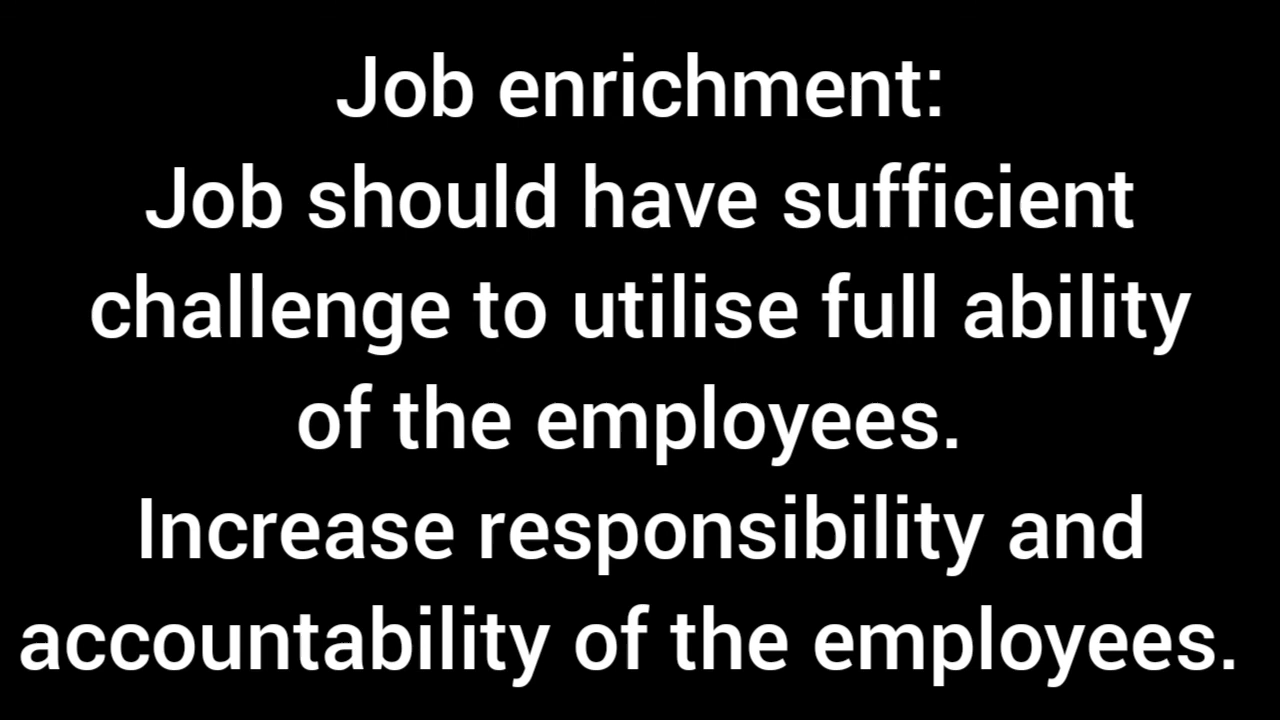 Job enrichment:
Job should have sufficient
challenge to utilise full ability
of the employees.
Increase responsibility and
accountability of the employees.